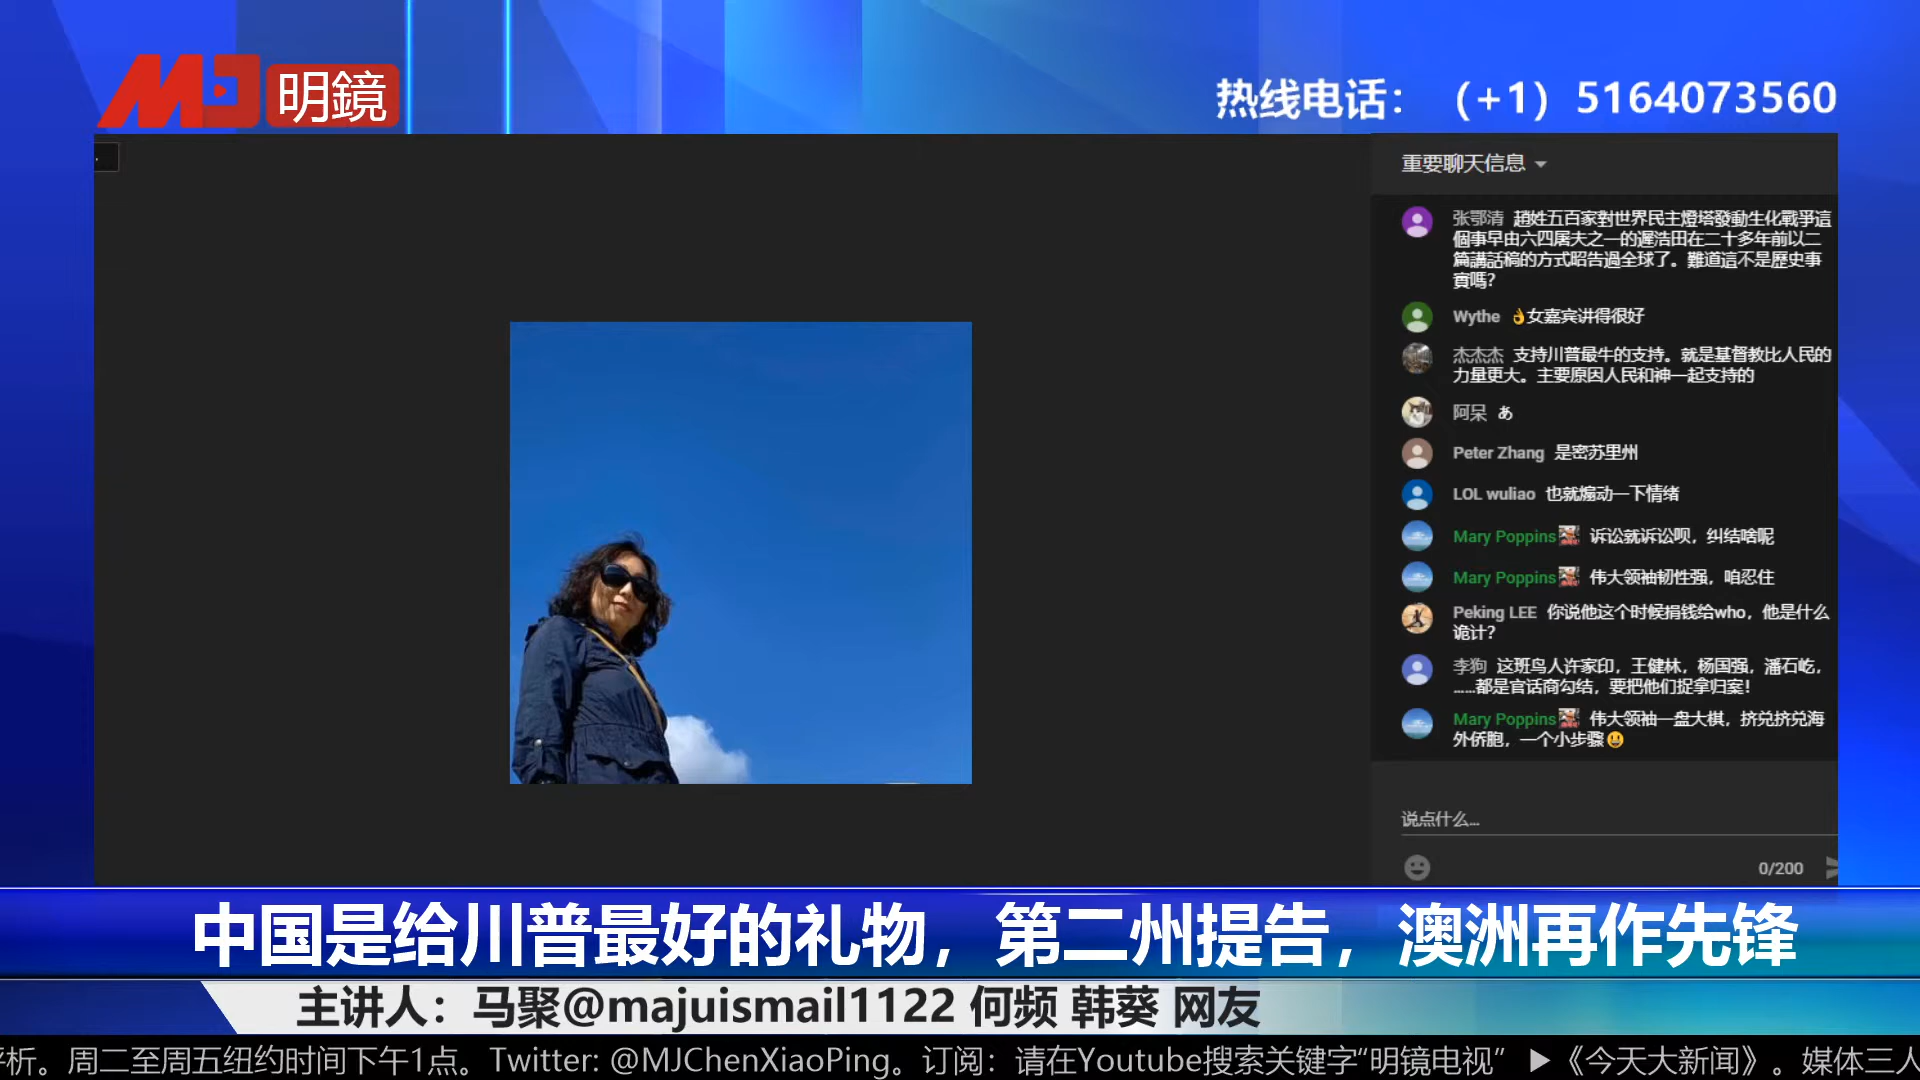 明鏡
热线电话：（+1）5164073560
重要聊天信息
张鄂清 趙姓五百家對世界民主燈塔發動生化戰爭這
個事早由六四屠夫之一的遲浩田在二十多年前以二
篇講話稿的方式昭告過全球了。難道這不是歷史事
實嗎？
Wythe 👌女嘉宾讲得很好
杰杰杰 支持川普最牛的支持。就是基督教比人民的
力量更大。主要原因人民和神一起支持的
阿呆 あ
Peter Zhang 是密苏里州
LOL wuliao 也就煽动一下情绪
Mary Poppins 诉讼就诉讼呗，纠结啥呢
Mary Poppins 伟大领袖韧性强，咱忍住
Peking LEE 你说他这个时候捐钱给who，他是什么
诡计？
李狗 这班鸟人许家印，王健林，杨国强，潘石屹，
……都是官话商勾结，要把他们捉拿归案！
Mary Poppins 伟大领袖一盘大棋，挤兑挤兑海
外侨胞，一个小步骤😃
说点什么...
0/200
中国是给川普最好的礼物，第二州提告，澳洲再作先锋
主讲人：马聚@majuismail1122 何频 韩葵 网友
评析。周二至周五纽约时间下午1点。Twitter: @MJChenXiaoPing。订阅：请在Youtube搜索关键字“明镜电视” ▶《今天大新闻》。媒体三人